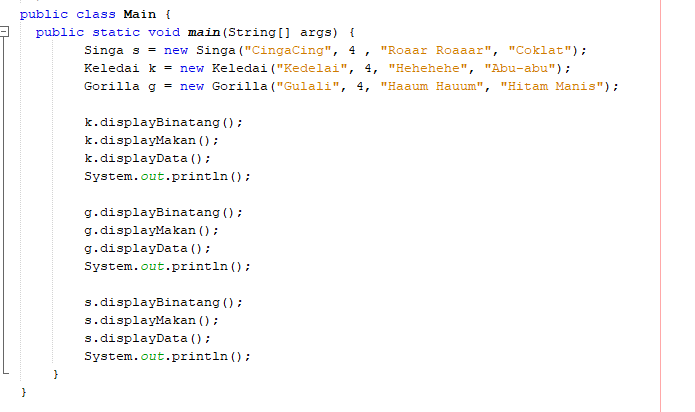 public class Main {
public static void main(String[] args) {
Singa s = new Singa("CingaCing", 4 , "Roaar Roaaar", "Coklat");
Keledai k = new Keledai("Kedelai", 4, "Hehehehe", "Abu-abu");
Gorilla g = new Gorilla("Gulali", 4, "Haaum Hauum", "Hitam Manis");
k.displayBinatang();
k.displayMakan();
k.displayData();
System.out.println();
g.displayBinatang();
g.displayMakan();
g.displayData();
System.out.println();
s.displayBinatang();
s.displayMakan();
s.displayData();
System.out.println();
}
}